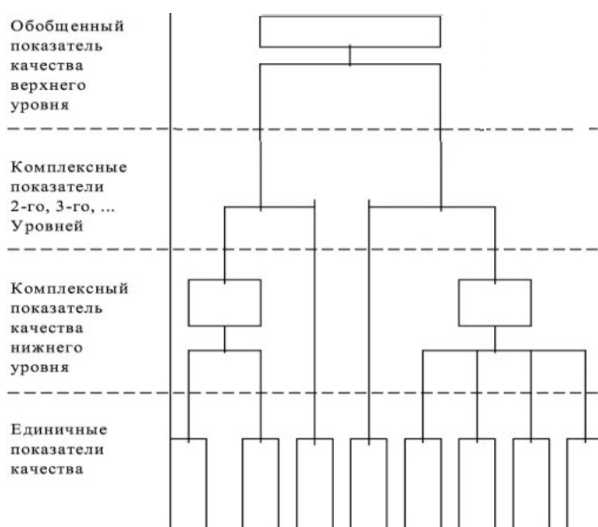 Обобщенный
показатель
качества
верхнего
уровня
Комплексные
показатели
2-го, 3-го, ...
Уровней
Комплексный
показатель
качества
нижнего
уровня
Единичные
показатели
качества